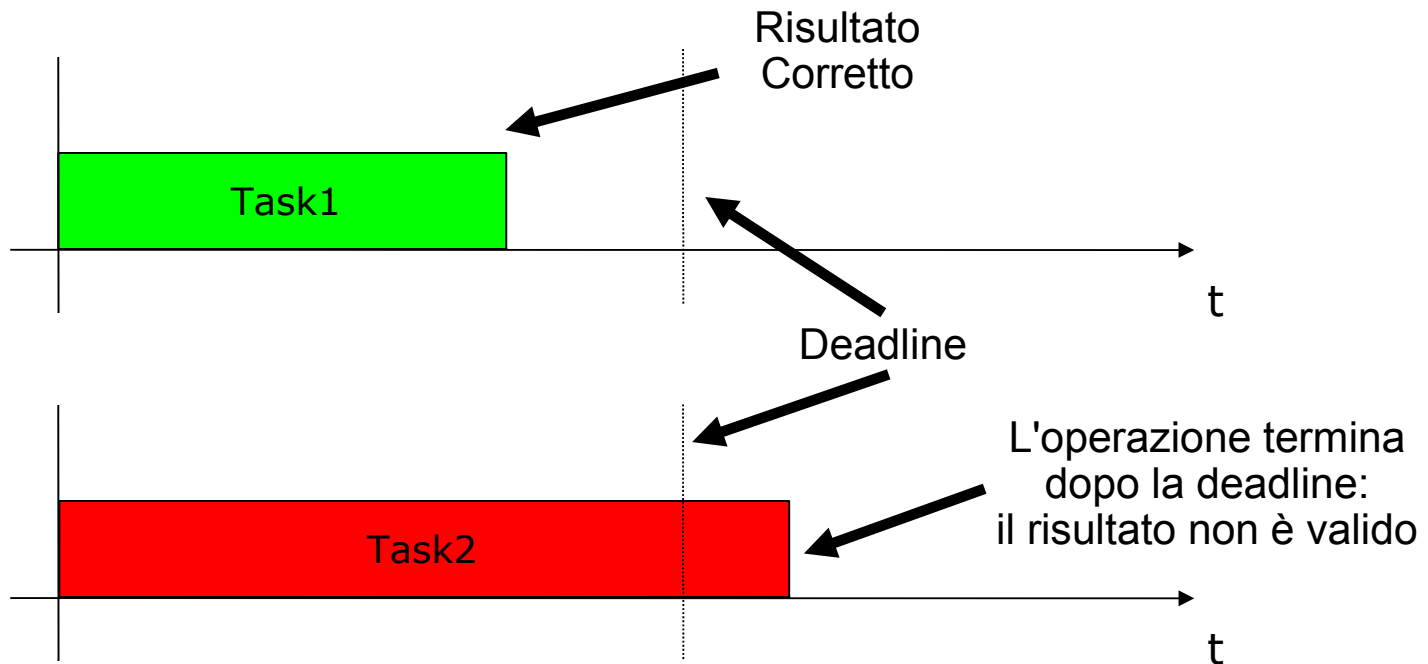 Risultato
Corretto
Task1
t
Deadline
L'operazione termina
dopo la deadline:
il risultato non è valido
Task2
t